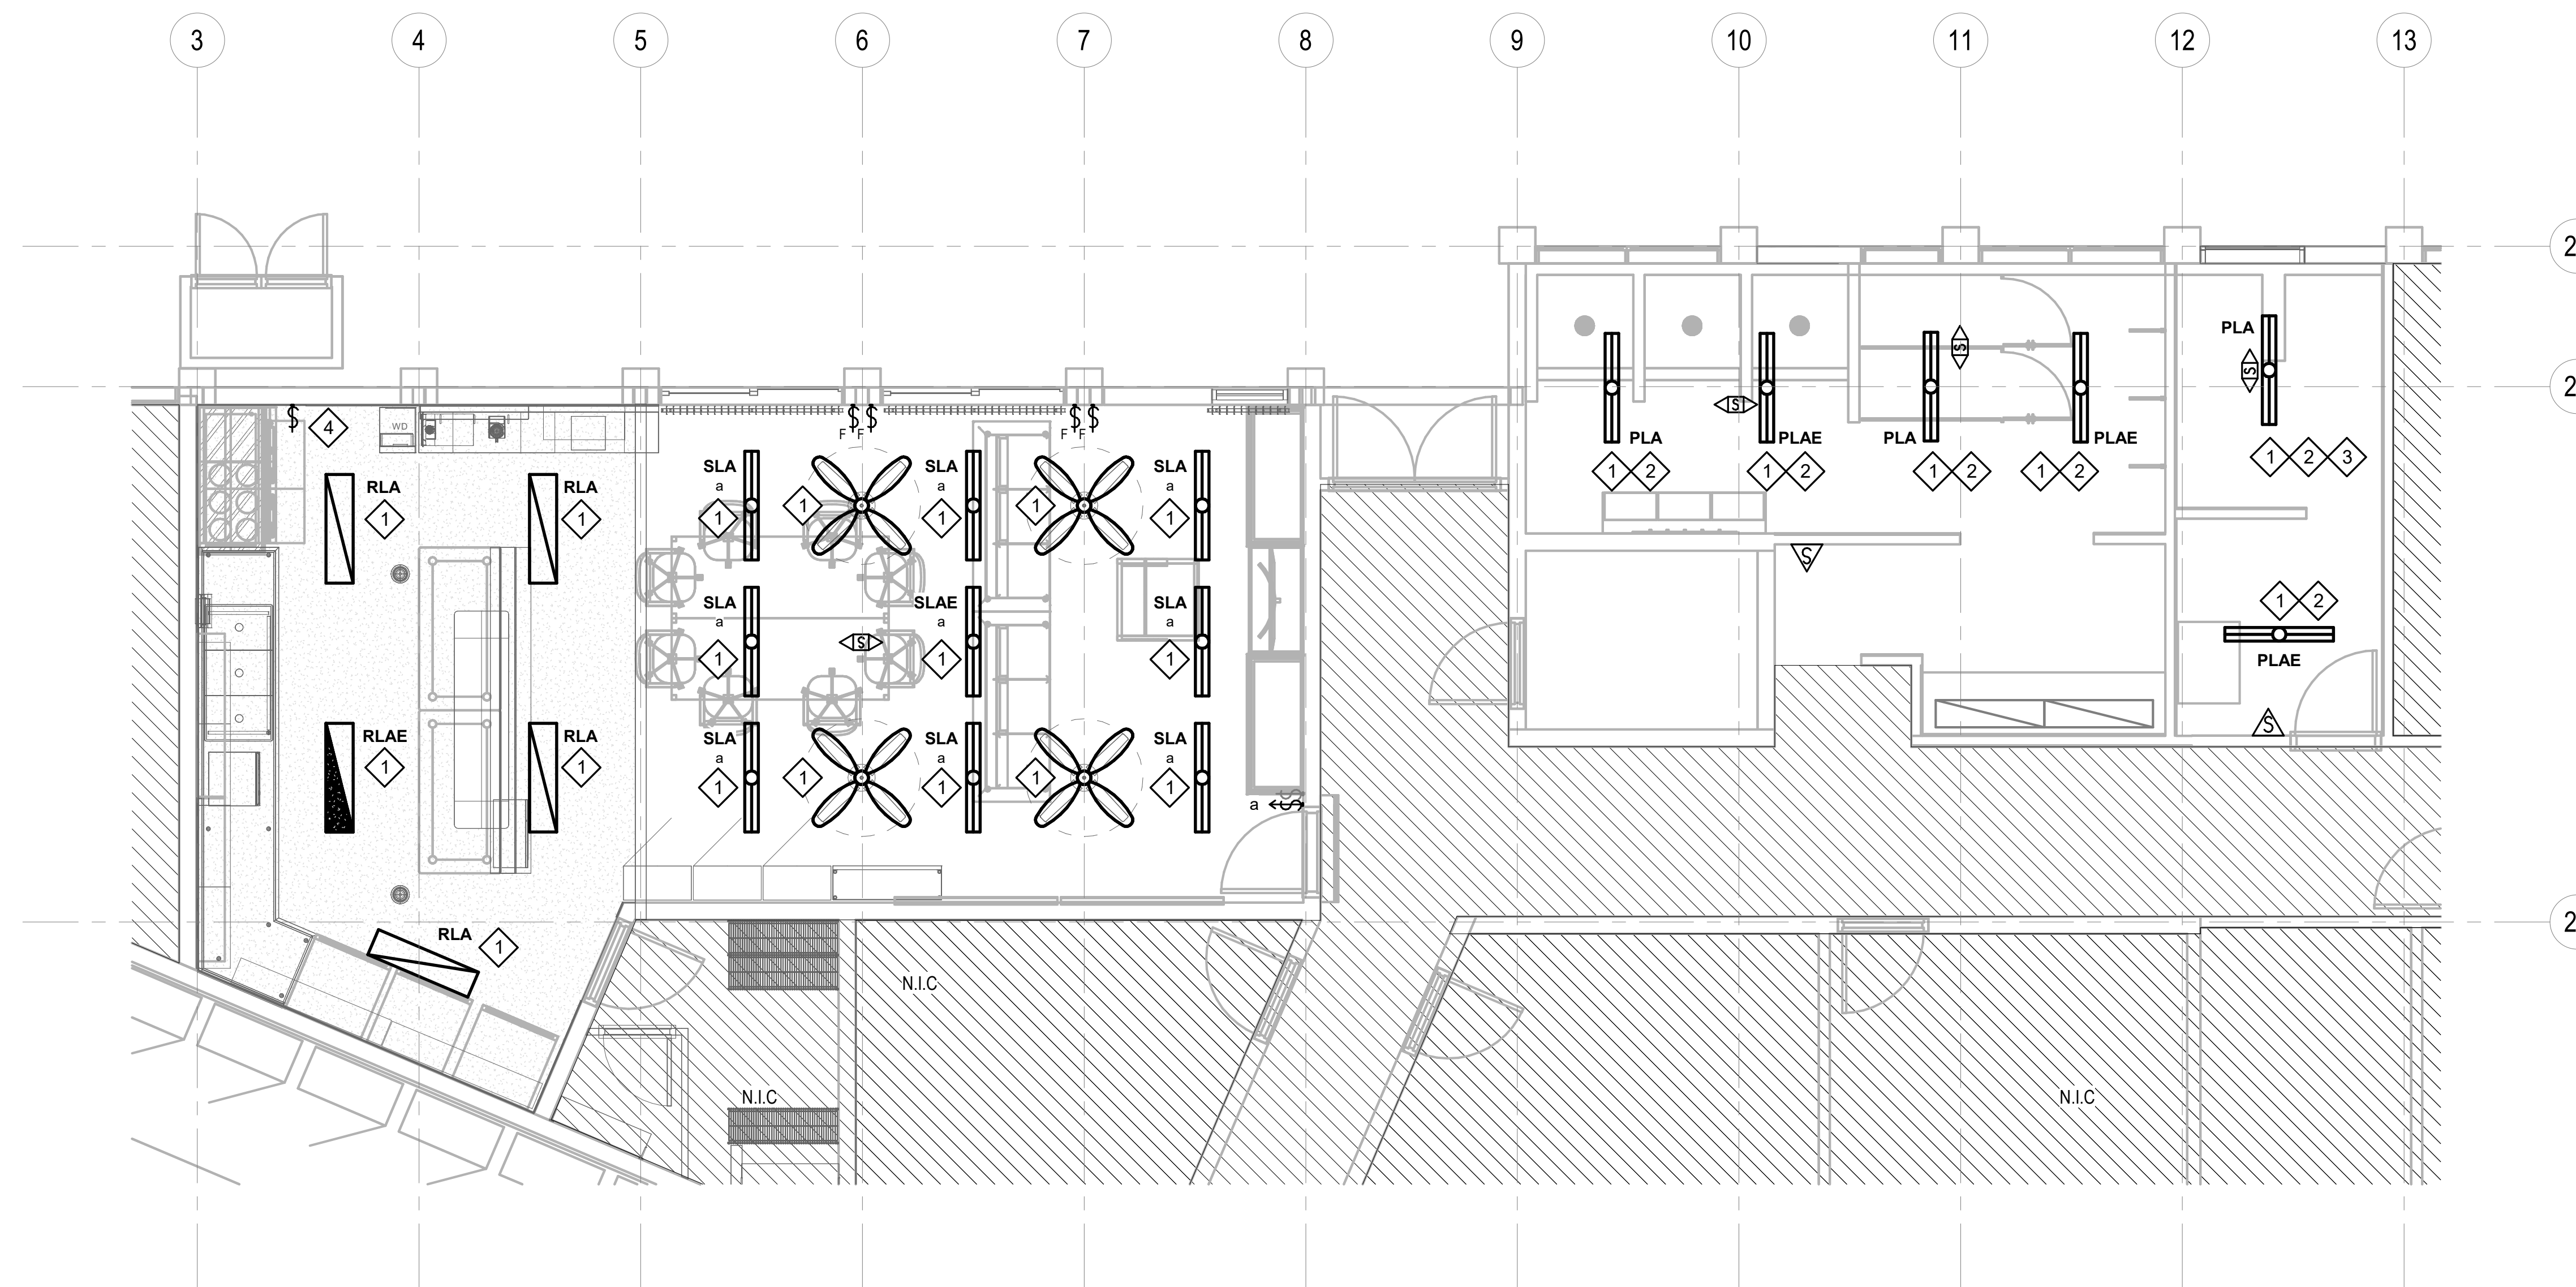 3 4 5 6 7 8 9 10 11 12 13
2
PLA
$ 4 WD
2
S
S
S
S
F F F F
PLA PLAE PLA PLAE
1 2 1 2 1 2 1 2 1 2 3
SLA SLA SLA
a a a
RLA RLA
1 1 1 1 1 1 1
S
SLA SLAE SLA
a a a
1 2
S
1 1 1
PLAE
S
RLAE RLA SLA SLA SLA
a a a
1 1 1 1 1 1 1
a
2
RLA 1
N.I.C
N.I.C
N.I.C